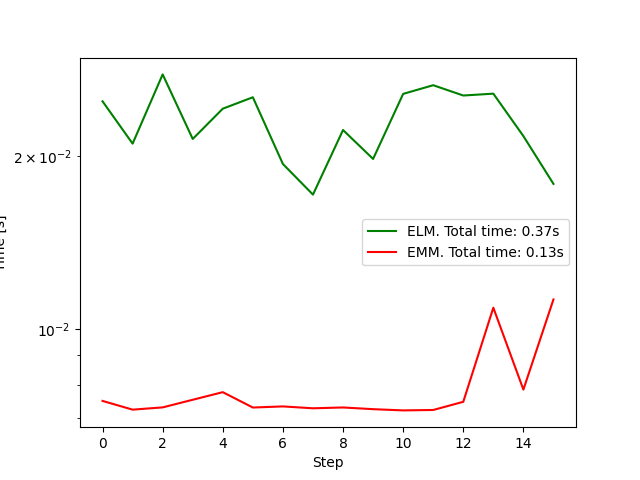 2 × 10⁻²
10⁻²
Time [s]
ELM. Total time: 0.37s
EMM. Total time: 0.13s
0 2 4 6 8 10 12 14
Step